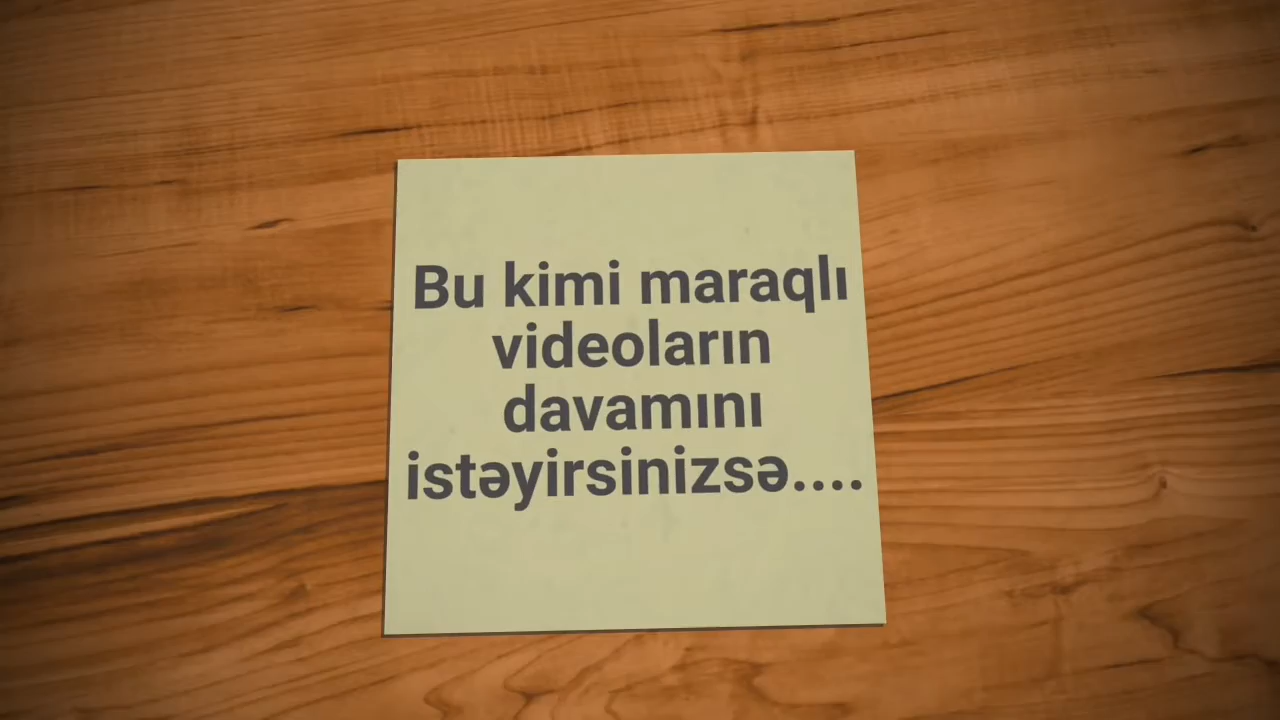 Bu kimi maraqlı
videoların
davamını
istəyirsinizsə....